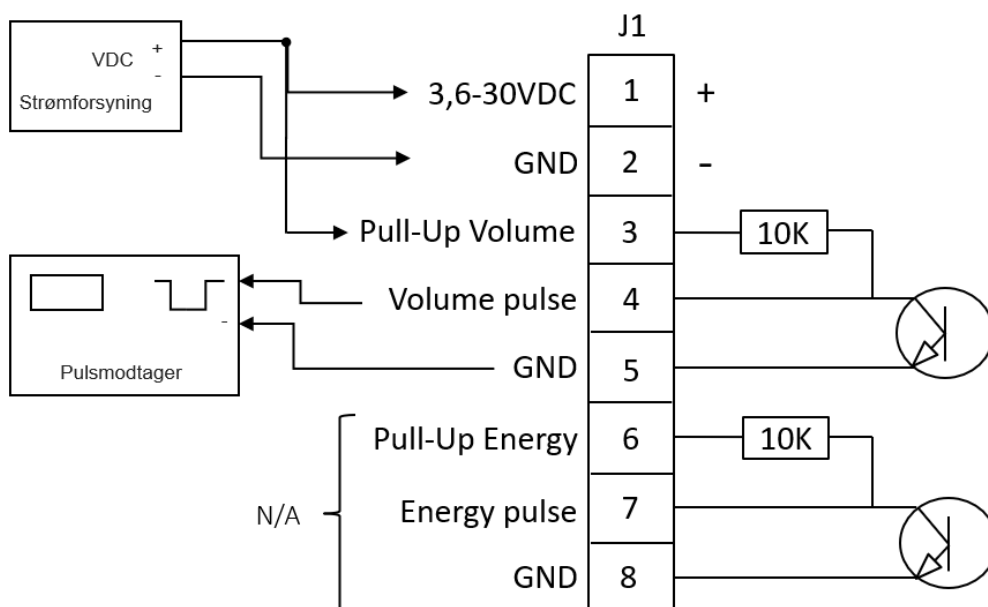 J1
VDC +
-
Strømforsyning
3,6-30VDC 1 +
GND 2 -
Pull-Up Volume 3 10K
Volume pulse 4
-
GND 5
Pulsmodtager
Pull-Up Energy 6 10K
N/A
Energy pulse 7
GND 8